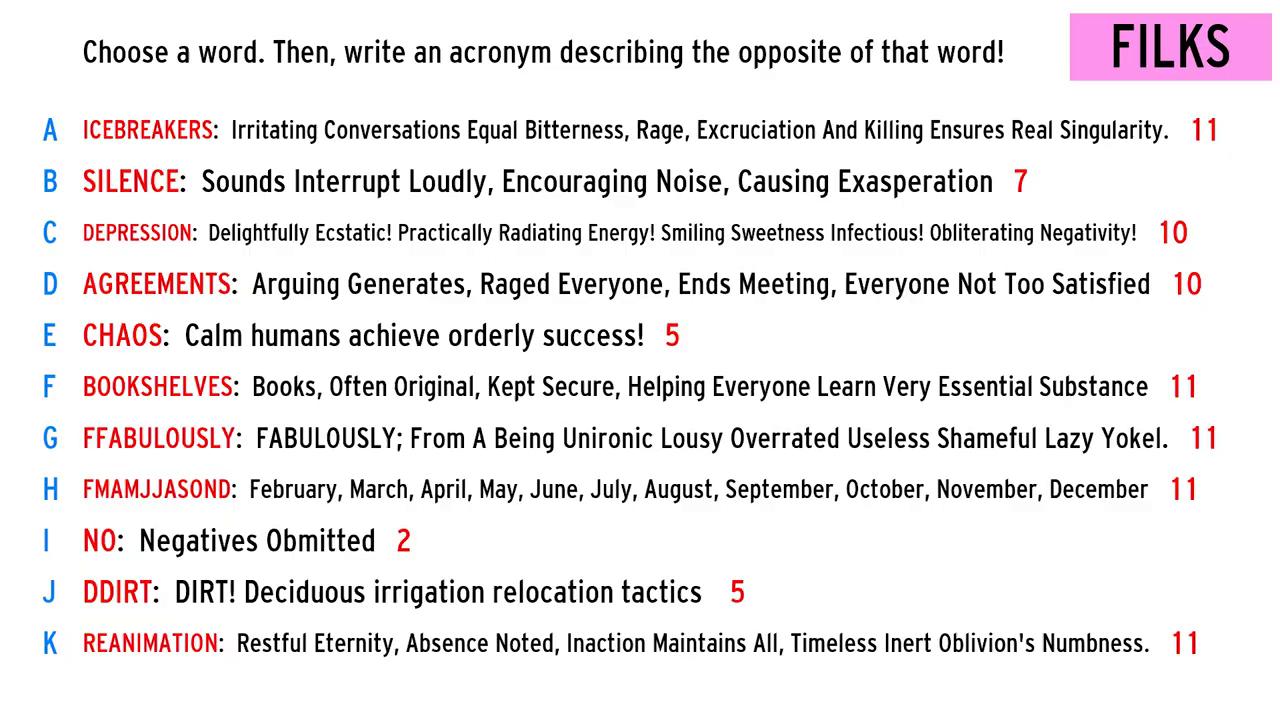 Choose a word. Then, write an acronym describing the opposite of that word!
FILKS
A ICEBREAKERS: Irritating Conversations Equal Bitterness, Rage, Excruciation And Killing Ensures Real Singularity. 11
B SILENCE: Sounds Interrupt Loudly, Encouraging Noise, Causing Exasperation 7
C DEPRESSION: Delightfully Ecstatic! Practically Radiating Energy! Smiling Sweetness Infectious! Obliterating Negativity! 10
D AGREEMENTS: Arguing Generates, Raged Everyone, Ends Meeting, Everyone Not Too Satisfied 10
E CHAOS: Calm humans achieve orderly success! 5
F BOOKSHELVES: Books, Often Original, Kept Secure, Helping Everyone Learn Very Essential Substance 11
G FFABULOUSLY: FABULOUSLY; From A Being Unironic Lousy Overrated Useless Shameful Lazy Yokel. 11
H FMAMJJASOND: February, March, April, May, June, July, August, September, October, November, December 11
I NO: Negatives Obmitted 2
J DDIRT: DIRT! Deciduous irrigation relocation tactics 5
K REANIMATION: Restful Eternity, Absence Noted, Inaction Maintains All, Timeless Inert Oblivion's Numbness. 11